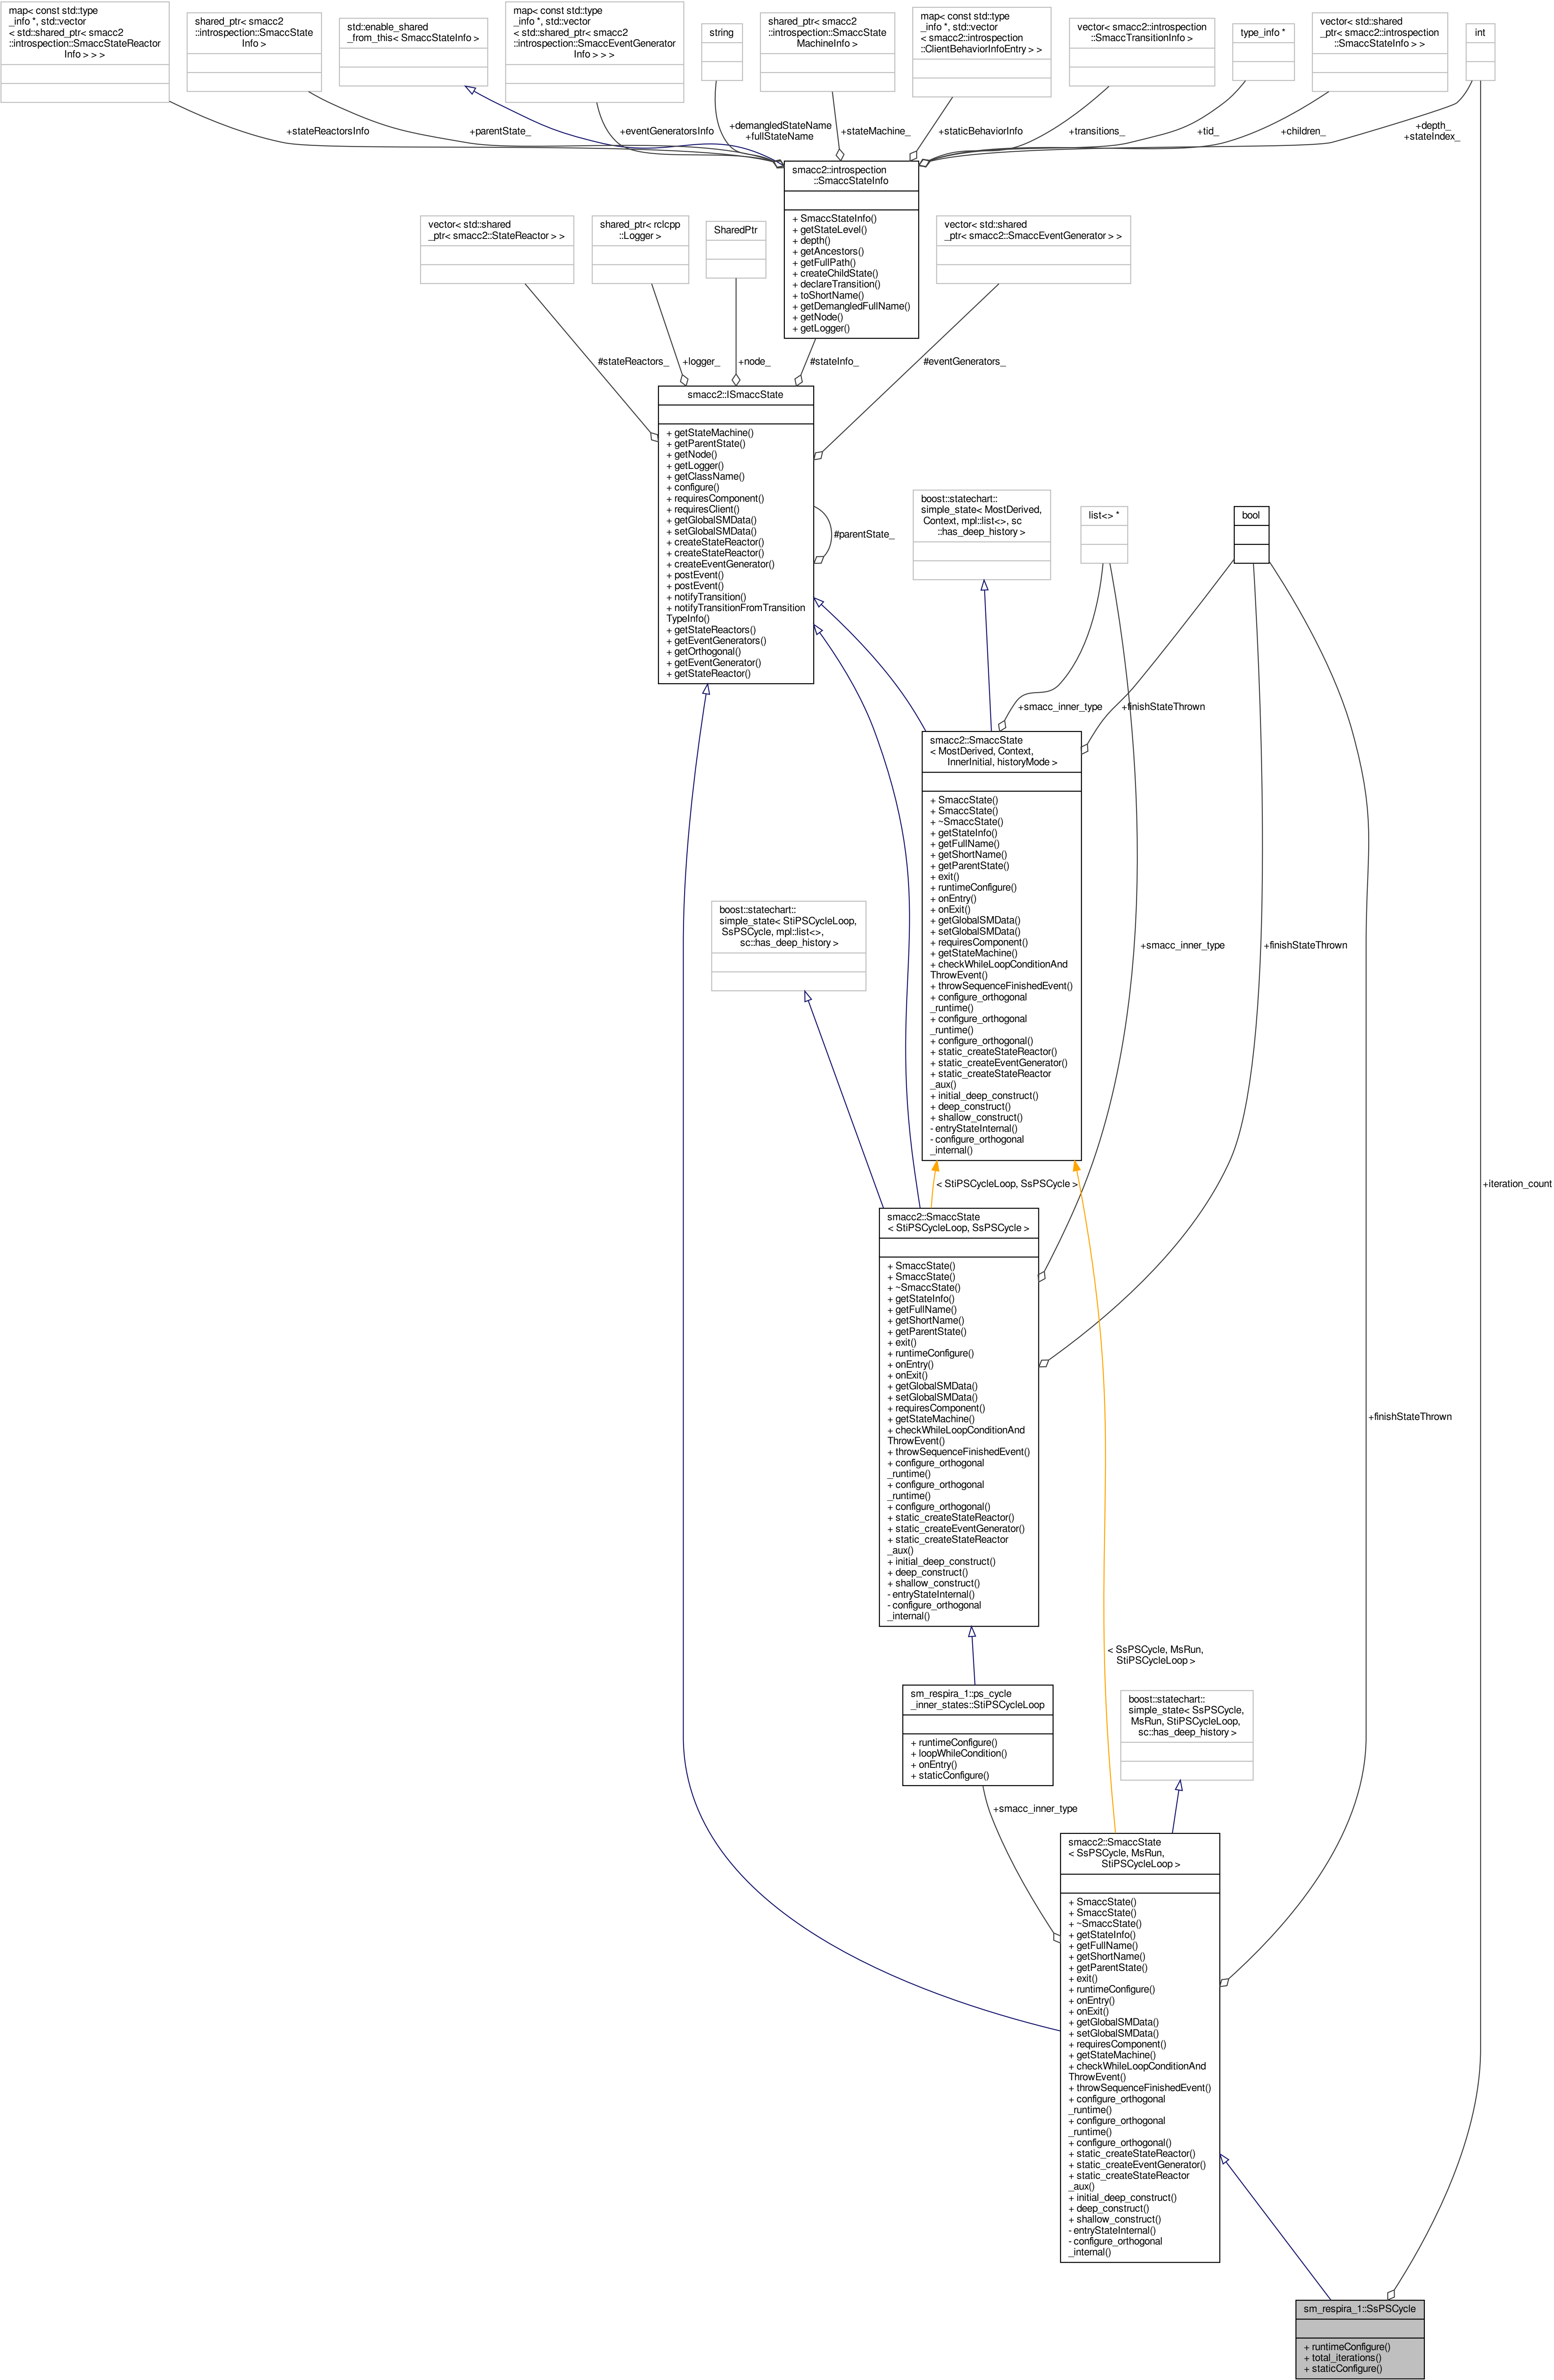 map< const std::type
_info *, std::vector
< std::shared_ptr< smacc2
::introspection::SmaccStateReactor
Info > > >
shared_ptr< smacc2
::introspection::SmaccState
Info >
std::enable_shared
_from_this< SmaccStateInfo >
map< const std::type
_info *, std::vector
< std::shared_ptr< smacc2
::introspection::SmaccEventGenerator
Info > > >
string
shared_ptr< smacc2
::introspection::SmaccState
MachineInfo >
map< const std::type
_info *, std::vector
< smacc2::introspection
::ClientBehaviorInfoEntry > >
vector< smacc2::introspection
::SmaccTransitionInfo >
type_info *
vector< std::shared
_ptr< smacc2::introspection
::SmaccStateInfo > >
int
+stateReactorsInfo
+parentState_
+eventGeneratorsInfo
+demangledStateName
+fullStateName
+stateMachine_
+staticBehaviorInfo
+transitions_
+tid_
+children_
+depth_
+stateIndex_
smacc2::introspection
::SmaccStateInfo
+ SmaccStateInfo()
+ getStateLevel()
+ depth()
+ getAncestors()
+ getFullPath()
+ createChildState()
+ declareTransition()
+ toShortName()
+ getDemangledFullName()
+ getNode()
+ getLogger()
vector< std::shared
_ptr< smacc2::StateReactor > >
shared_ptr< rclcpp
::Logger >
SharedPtr
vector< std::shared
_ptr< smacc2::SmaccEventGenerator > >
#stateReactors_
+logger_
+node_
#stateInfo_
#eventGenerators_
smacc2::ISmaccState
+ getStateMachine()
+ getParentState()
+ getNode()
+ getLogger()
+ getClassName()
+ configure()
+ requiresComponent()
+ requiresClient()
+ getGlobalSMData()
+ setGlobalSMData()
+ createStateReactor()
+ createStateReactor()
+ createEventGenerator()
+ postEvent()
+ postEvent()
+ notifyTransition()
+ notifyTransitionFromTransition
TypeInfo()
+ getStateReactors()
+ getEventGenerators()
+ getOrthogonal()
+ getEventGenerator()
+ getStateReactor()
#parentState_
boost::statechart::
simple_state< MostDerived,
Context, mpl::list<>, sc
::has_deep_history >
list<> *
bool
+smacc_inner_type
+finishStateThrown
smacc2::SmaccState
< MostDerived, Context,
InnerInitial, historyMode >
+ SmaccState()
+ SmaccState()
+ ~SmaccState()
+ getStateInfo()
+ getFullName()
+ getShortName()
+ getParentState()
+ exit()
+ runtimeConfigure()
+ onEntry()
+ onExit()
+ getGlobalSMData()
+ setGlobalSMData()
+ requiresComponent()
+ getStateMachine()
+ checkWhileLoopConditionAnd
ThrowEvent()
+ throwSequenceFinishedEvent()
+ configure_orthogonal
_runtime()
+ configure_orthogonal
_runtime()
+ configure_orthogonal()
+ static_createStateReactor()
+ static_createEventGenerator()
+ static_createStateReactor
_aux()
+ initial_deep_construct()
+ deep_construct()
+ shallow_construct()
- entryStateInternal()
- configure_orthogonal
_internal()
boost::statechart::
simple_state< StiPSCycleLoop,
SsPSCycle, mpl::list<>,
sc::has_deep_history >
+smacc_inner_type
+finishStateThrown
< StiPSCycleLoop, SsPSCycle >
+iteration_count
smacc2::SmaccState
< StiPSCycleLoop, SsPSCycle >
+ SmaccState()
+ SmaccState()
+ ~SmaccState()
+ getStateInfo()
+ getFullName()
+ getShortName()
+ getParentState()
+ exit()
+ runtimeConfigure()
+ onEntry()
+ onExit()
+ getGlobalSMData()
+ setGlobalSMData()
+ requiresComponent()
+ getStateMachine()
+ checkWhileLoopConditionAnd
ThrowEvent()
+ throwSequenceFinishedEvent()
+ configure_orthogonal
_runtime()
+ configure_orthogonal
_runtime()
+ configure_orthogonal()
+ static_createStateReactor()
+ static_createEventGenerator()
+ static_createStateReactor
_aux()
+ initial_deep_construct()
+ deep_construct()
+ shallow_construct()
- entryStateInternal()
- configure_orthogonal
_internal()
+finishStateThrown
< SsPSCycle, MsRun,
StiPSCycleLoop >
sm_respira_1::ps_cycle
_inner_states::StiPSCycleLoop
+ runtimeConfigure()
+ loopWhileCondition()
+ onEntry()
+ staticConfigure()
boost::statechart::
simple_state< SsPSCycle,
MsRun, StiPSCycleLoop,
sc::has_deep_history >
+smacc_inner_type
smacc2::SmaccState
< SsPSCycle, MsRun,
StiPSCycleLoop >
+ SmaccState()
+ SmaccState()
+ ~SmaccState()
+ getStateInfo()
+ getFullName()
+ getShortName()
+ getParentState()
+ exit()
+ runtimeConfigure()
+ onEntry()
+ onExit()
+ getGlobalSMData()
+ setGlobalSMData()
+ requiresComponent()
+ getStateMachine()
+ checkWhileLoopConditionAnd
ThrowEvent()
+ throwSequenceFinishedEvent()
+ configure_orthogonal
_runtime()
+ configure_orthogonal
_runtime()
+ configure_orthogonal()
+ static_createStateReactor()
+ static_createEventGenerator()
+ static_createStateReactor
_aux()
+ initial_deep_construct()
+ deep_construct()
+ shallow_construct()
- entryStateInternal()
- configure_orthogonal
_internal()
sm_respira_1::SsPSCycle
+ runtimeConfigure()
+ total_iterations()
+ staticConfigure()